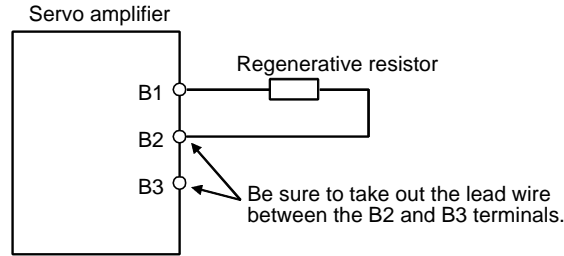 Servo amplifier
Regenerative resistor
B1
B2
B3
Be sure to take out the lead wire
between the B2 and B3 terminals.